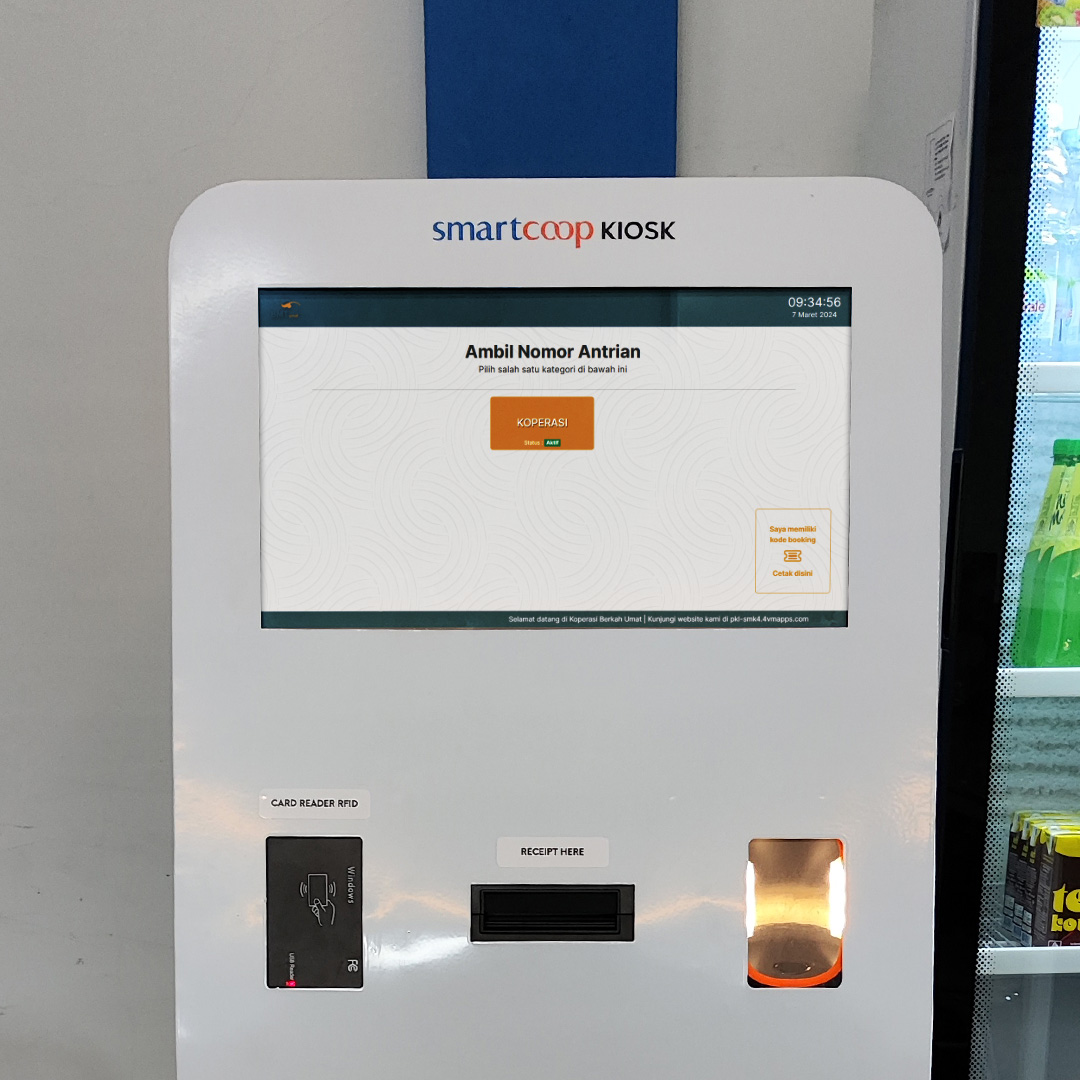 smartcoop KIOSK
09:34:56
7 Maret 2024
Ambil Nomor Antrian
Pilih salah satu kategori di bawah ini
KOPERASI
Status : Aktif
Saya memiliki
kode booking
Cetak disini
Selamat datang di Koperasi Berkah Umat | Kunjungi website kami di pkl-smk4.4vmapps.com
CARD READER RFID
RECEIPT HERE
Windows
USB Reader